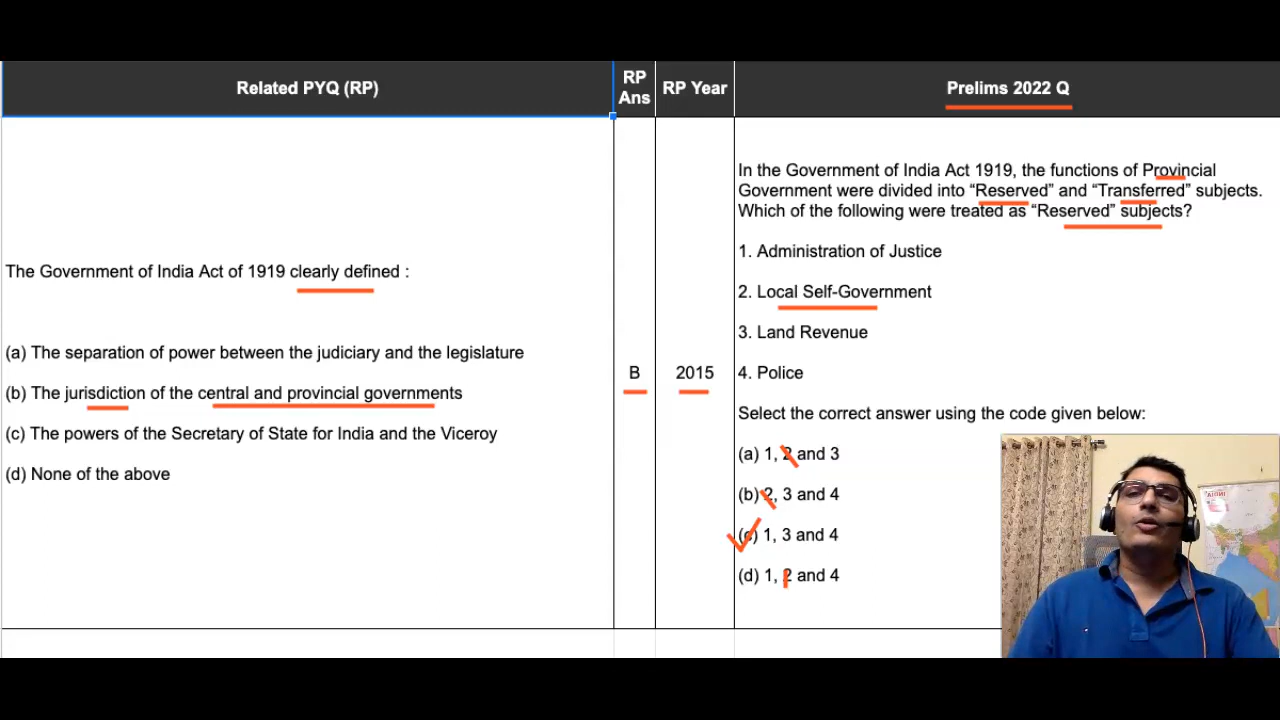 Related PYQ (RP)
RP
Ans
RP Year
Prelims 2022 Q
The Government of India Act of 1919 clearly defined :
(a) The separation of power between the judiciary and the legislature
(b) The jurisdiction of the central and provincial governments
(c) The powers of the Secretary of State for India and the Viceroy
(d) None of the above
B
2015
In the Government of India Act 1919, the functions of Provincial
Government were divided into “Reserved” and “Transferred” subjects.
Which of the following were treated as “Reserved” subjects?
1. Administration of Justice
2. Local Self-Government
3. Land Revenue
4. Police
Select the correct answer using the code given below:
(a) 1, 2 and 3
(b) 2, 3 and 4
(c) 1, 3 and 4
(d) 1, 2 and 4